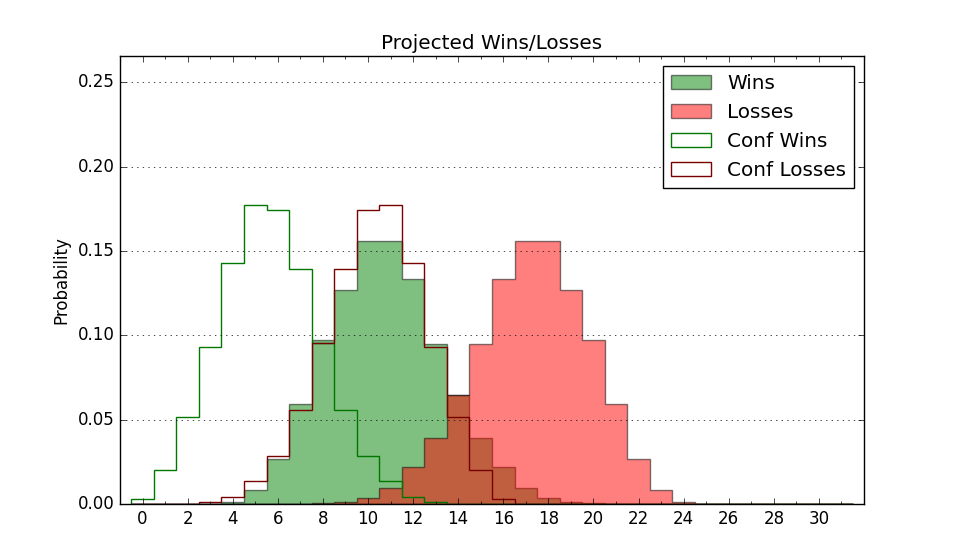 Projected Wins/Losses
0.25
0.20
0.15
0.10
0.05
0.00
Probability
Wins
Losses
Conf Wins
Conf Losses
0 2 4 6 8 10 12 14 16 18 20 22 24 26 28 30